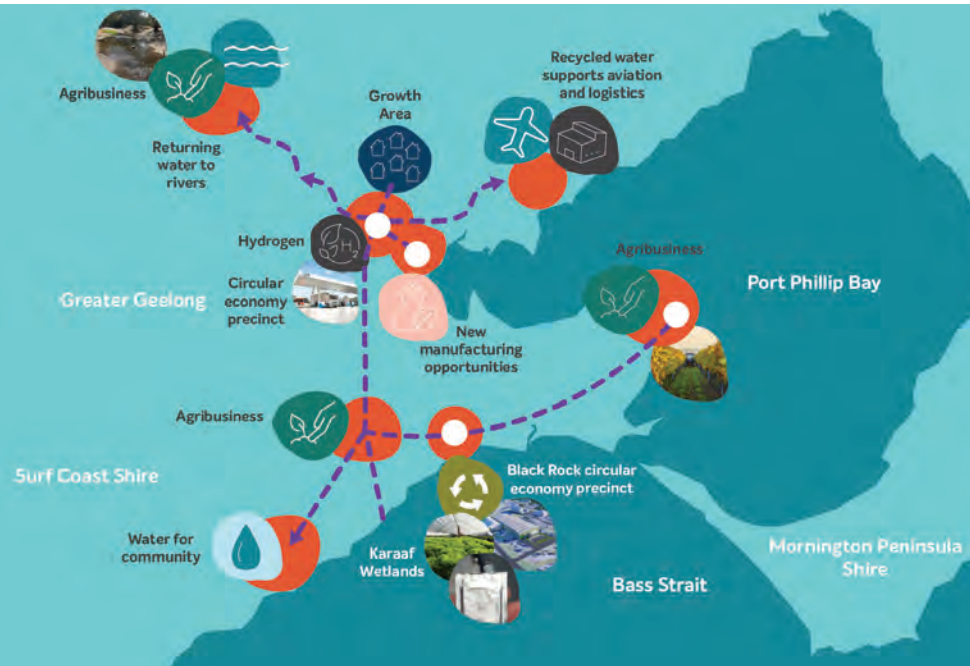 Agribusiness
Returning
water to
rivers
Growth
Area
Recycled water
supports aviation
and logistics
Hydrogen
H2
Circular
economy
precinct
Greater Geelong
New
manufacturing
opportunities
Agribusiness
Port Phillip Bay
Agribusiness
Surf Coast Shire
Black Rock circular
economy precinct
Water for
community
Karaaf
Wetlands
Bass Strait
Mornington Peninsula
Shire